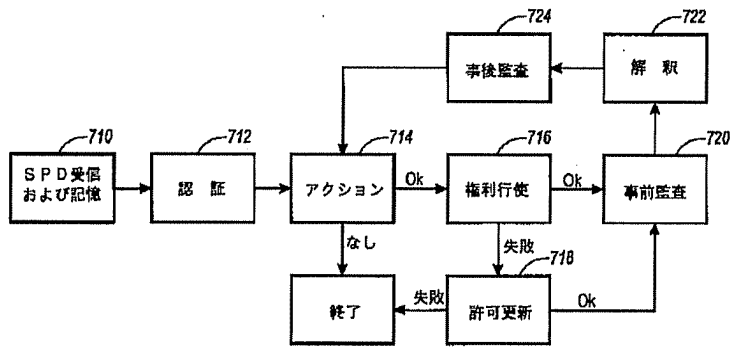 724
事後監査
722
解釈
710
SPD受信
および記憶
712
認証
714
アクション
Ok
716
権利行使
Ok
720
事前監査
なし
失敗
718
終了
失敗
許可更新
Ok